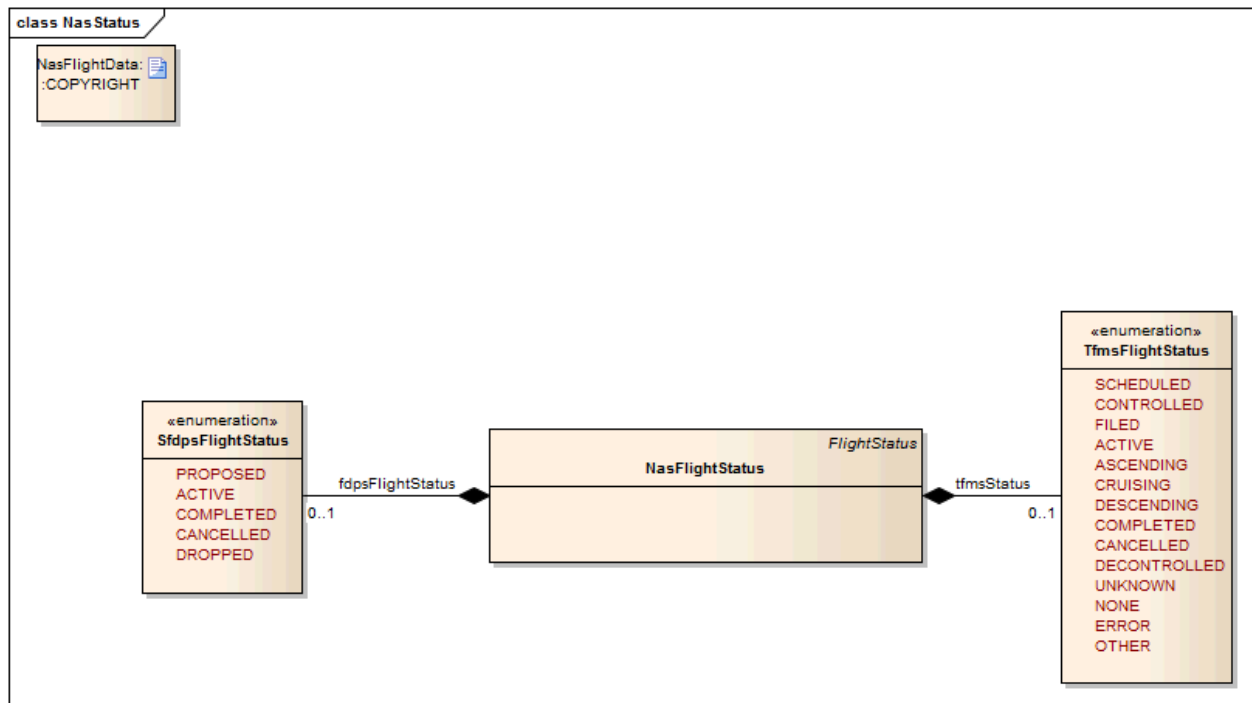 class NasStatus
NasFlightData:
:COPYRIGHT
«enumeration»
SfdpsFlightStatus
PROPOSED
ACTIVE
COMPLETED
CANCELLED
DROPPED
fdpsFlightStatus
0..1
FlightStatus
NasFlightStatus
tfmsStatus
0..1
«enumeration»
TfmsFlightStatus
SCHEDULED
CONTROLLED
FILED
ACTIVE
ASCENDING
CRUISING
DESCENDING
COMPLETED
CANCELLED
DECONTROLLED
UNKNOWN
NONE
ERROR
OTHER